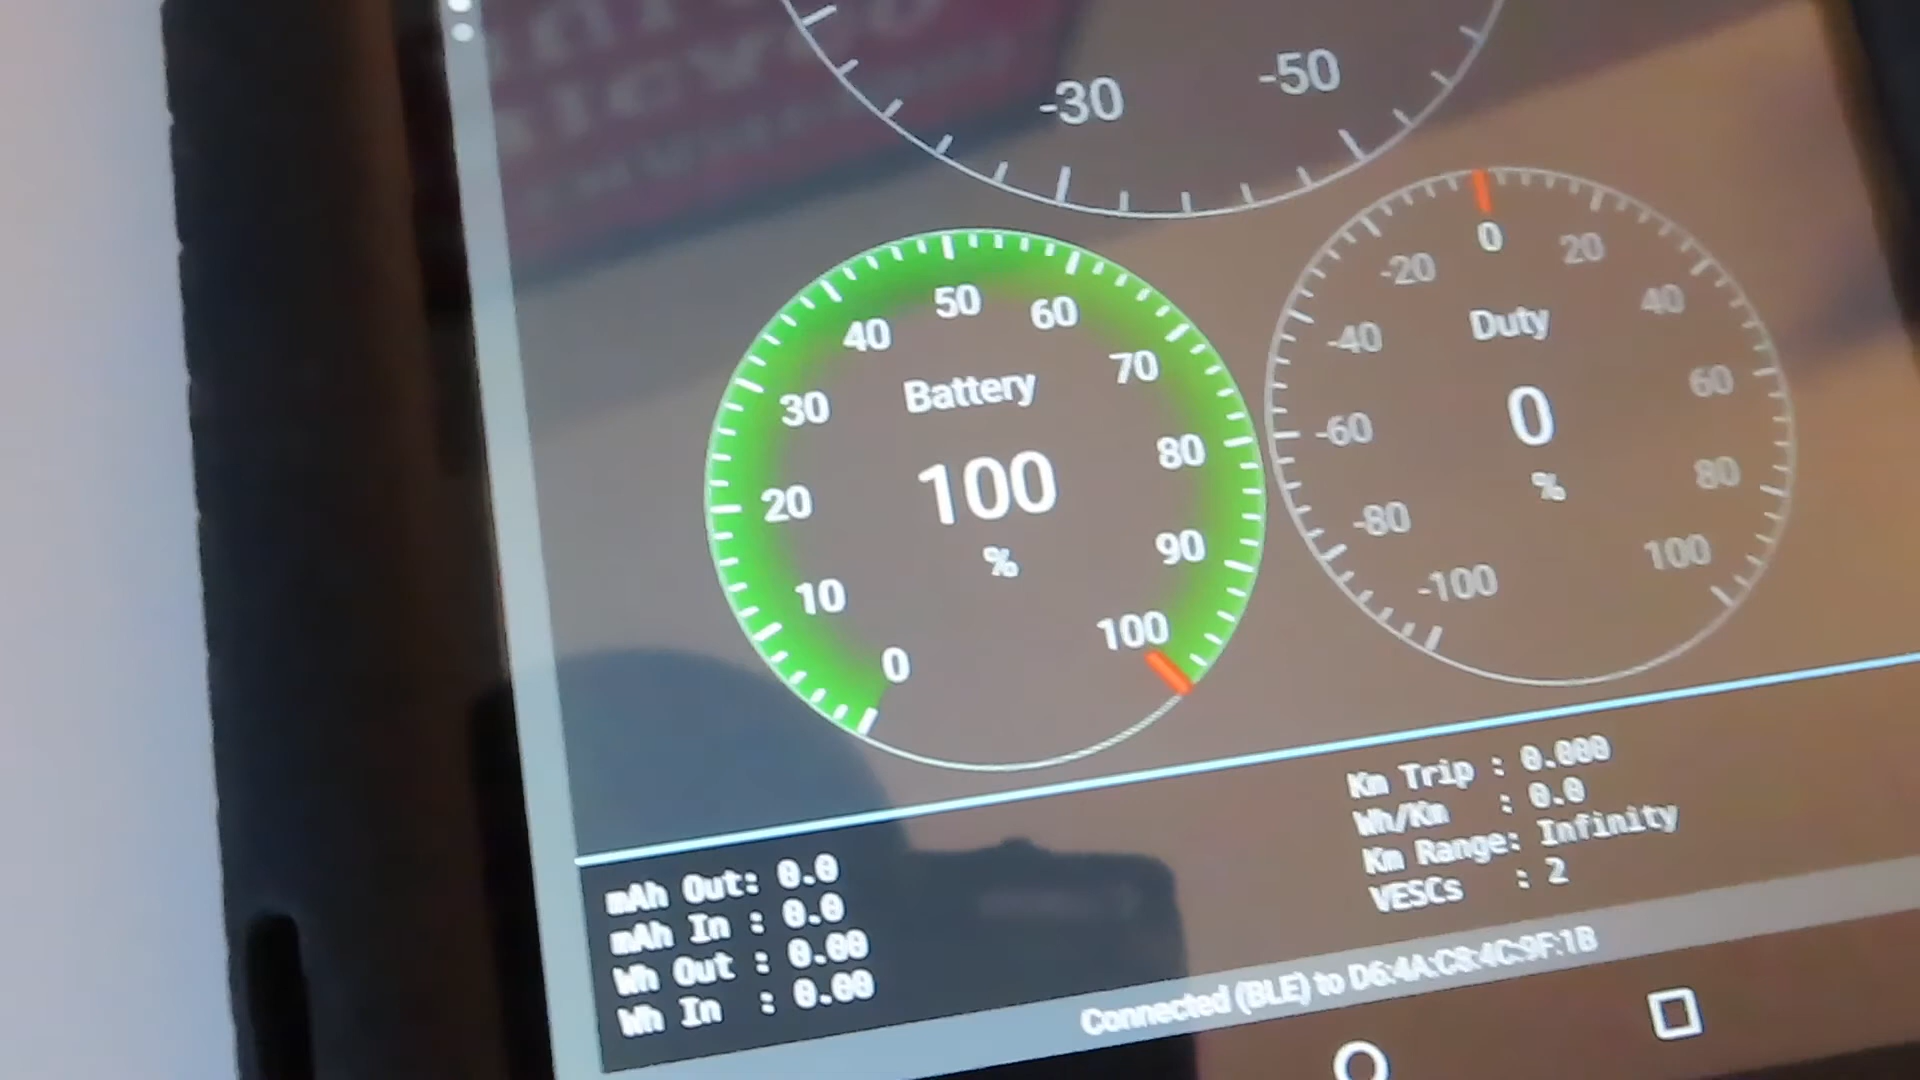 -30
-50
50
60
40
70
30
Battery
80
20
100
%
90
10
100
0
0
-20
20
-40
Duty
40
60
-60
0
80
-80
%
-100
100
Km Trip : 0.000
Wh/Km : 0.0
Km Range: Infinity
VESCs : 2
mAh Out: 0.0
mAh In : 0.0
Wh Out : 0.00
Wh In : 0.00
Connected (BLE) to D6:4A:C8:4C:9F:1B